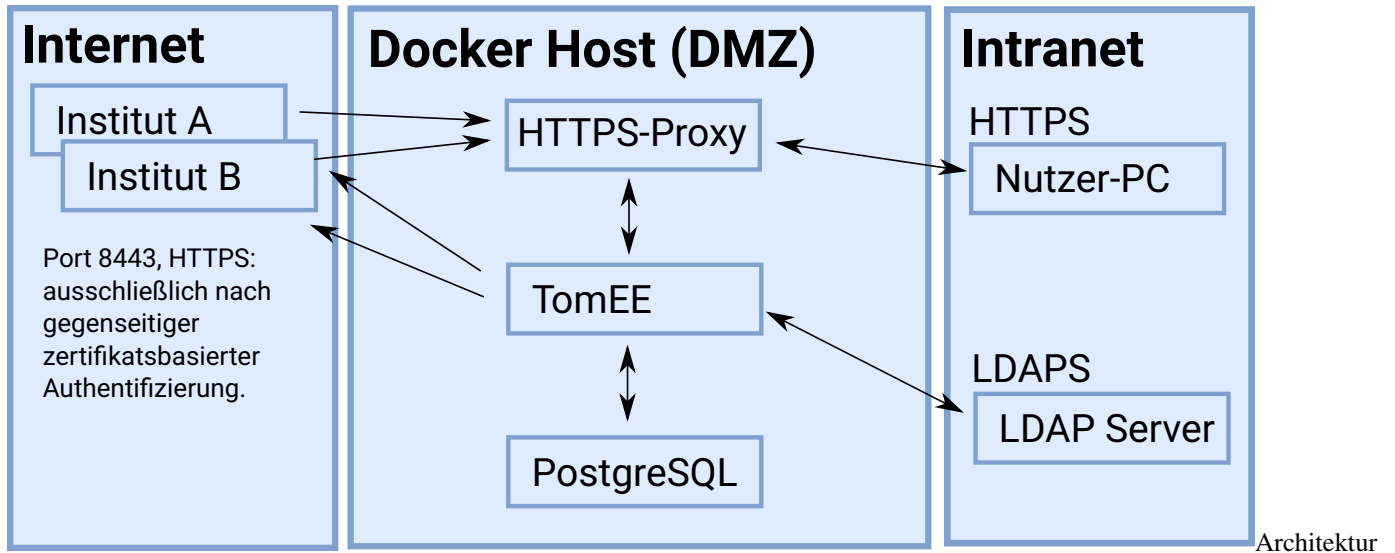 Internet
Institut A
Institut B
Port 8443, HTTPS:
ausschließlich nach
gegenseitiger
zertifikatsbasierter
Authentifizierung.
Docker Host (DMZ)
HTTPS-Proxy
TomEE
PostgreSQL
Intranet
HTTPS
Nutzer-PC
LDAPS
LDAP Server
Architektur